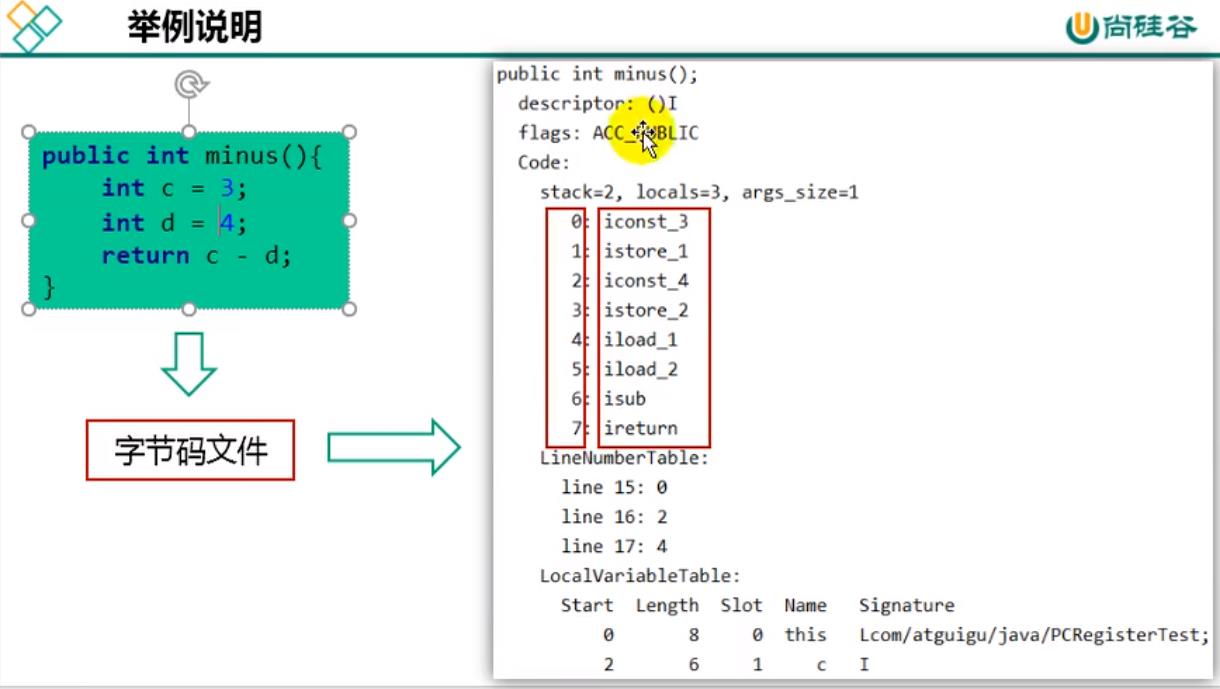 举例说明
尚硅谷
public int minus(){
int c = 3;
int d = 4;
return c - d;
}
字节码文件
public int minus();
descriptor: ()I
flags: ACC_PUBLIC
Code:
stack=2, locals=3, args_size=1
0: iconst_3
1: istore_1
2: iconst_4
3: istore_2
4: iload_1
5: iload_2
6: isub
7: ireturn
LineNumberTable:
line 15: 0
line 16: 2
line 17: 4
LocalVariableTable:
Start Length Slot Name Signature
0 8 0 this Lcom/atguigu/java/PCRegisterTest;
2 6 1 c I